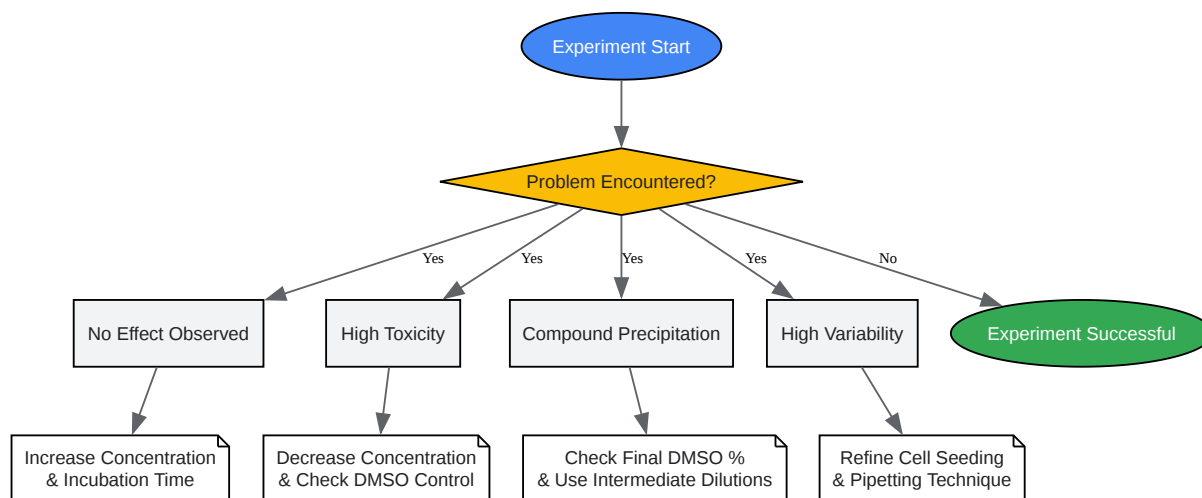 Experiment Start
Problem Encountered?
Yes
Yes
Yes
Yes
No
No Effect Observed
High Toxicity
Compound Precipitation
High Variability
Experiment Successful
Increase Concentration
& Incubation Time
Decrease Concentration
& Check DMSO Control
Check Final DMSO %
& Use Intermediate Dilutions
Refine Cell Seeding
& Pipetting Technique